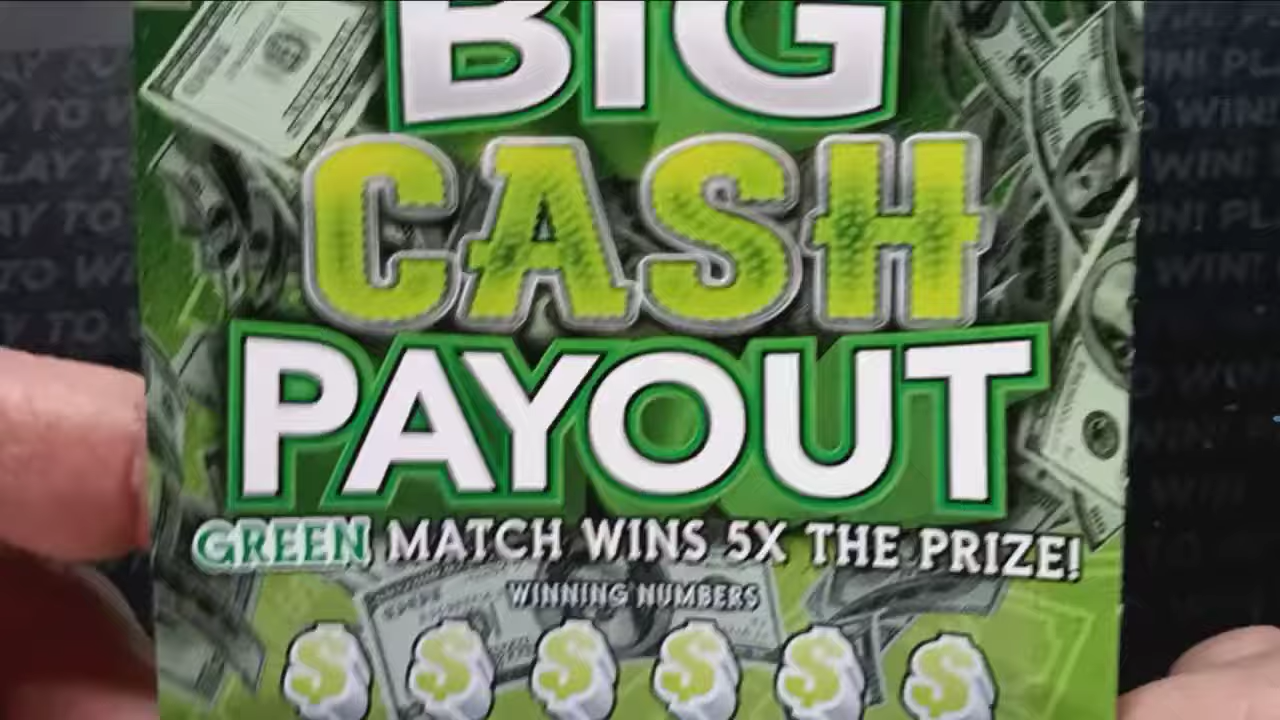 BIG
CASH
PAYOUT
GREEN MATCH WINS 5X THE PRIZE!
WINNING NUMBERS
$ $ $ $ $ $